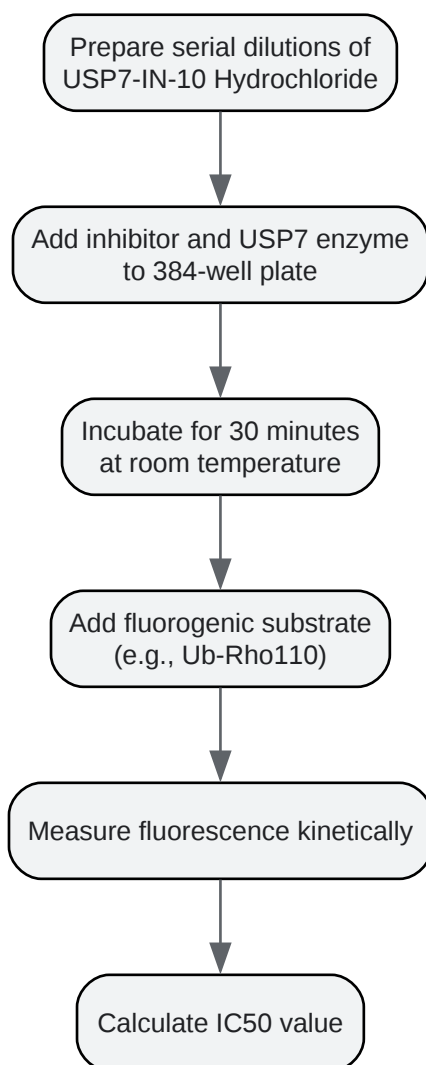 Prepare serial dilutions of
USP7-IN-10 Hydrochloride
Add inhibitor and USP7 enzyme
to 384-well plate
Incubate for 30 minutes
at room temperature
Add fluorogenic substrate
(e.g., Ub-Rho110)
Measure fluorescence kinetically
Calculate IC50 value